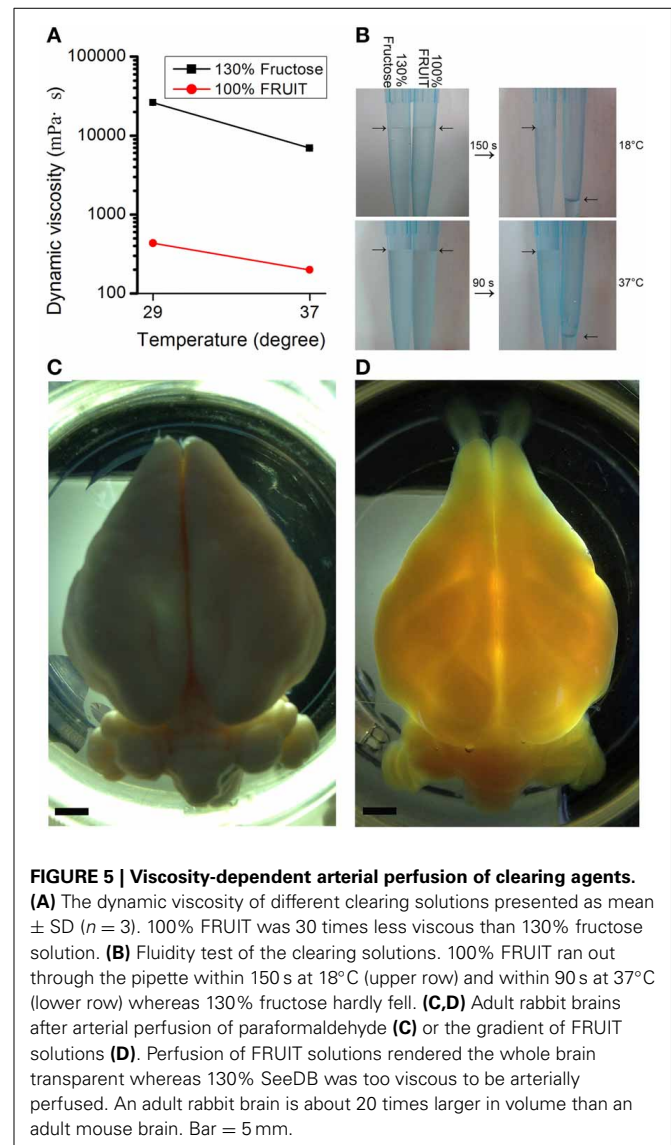 A
B
100000
10000
1000
100
Dynamic viscosity (mPa· s)
130% Fructose
100% FRUIT
29
37
Temperature (degree)
130%
Fructose
100%
FRUIT
150 s
18°C
90 s
37°C
C
D
FIGURE 5 | Viscosity-dependent arterial perfusion of clearing agents.
(A) The dynamic viscosity of different clearing solutions presented as mean
± SD (n = 3). 100% FRUIT was 30 times less viscous than 130% fructose
solution. (B) Fluidity test of the clearing solutions. 100% FRUIT ran out
through the pipette within 150 s at 18°C (upper row) and within 90 s at 37°C
(lower row) whereas 130% fructose hardly fell. (C,D) Adult rabbit brains
after arterial perfusion of paraformaldehyde (C) or the gradient of FRUIT
solutions (D). Perfusion of FRUIT solutions rendered the whole brain
transparent whereas 130% SeeDB was too viscous to be arterially
perfused. An adult rabbit brain is about 20 times larger in volume than an
adult mouse brain. Bar = 5 mm.